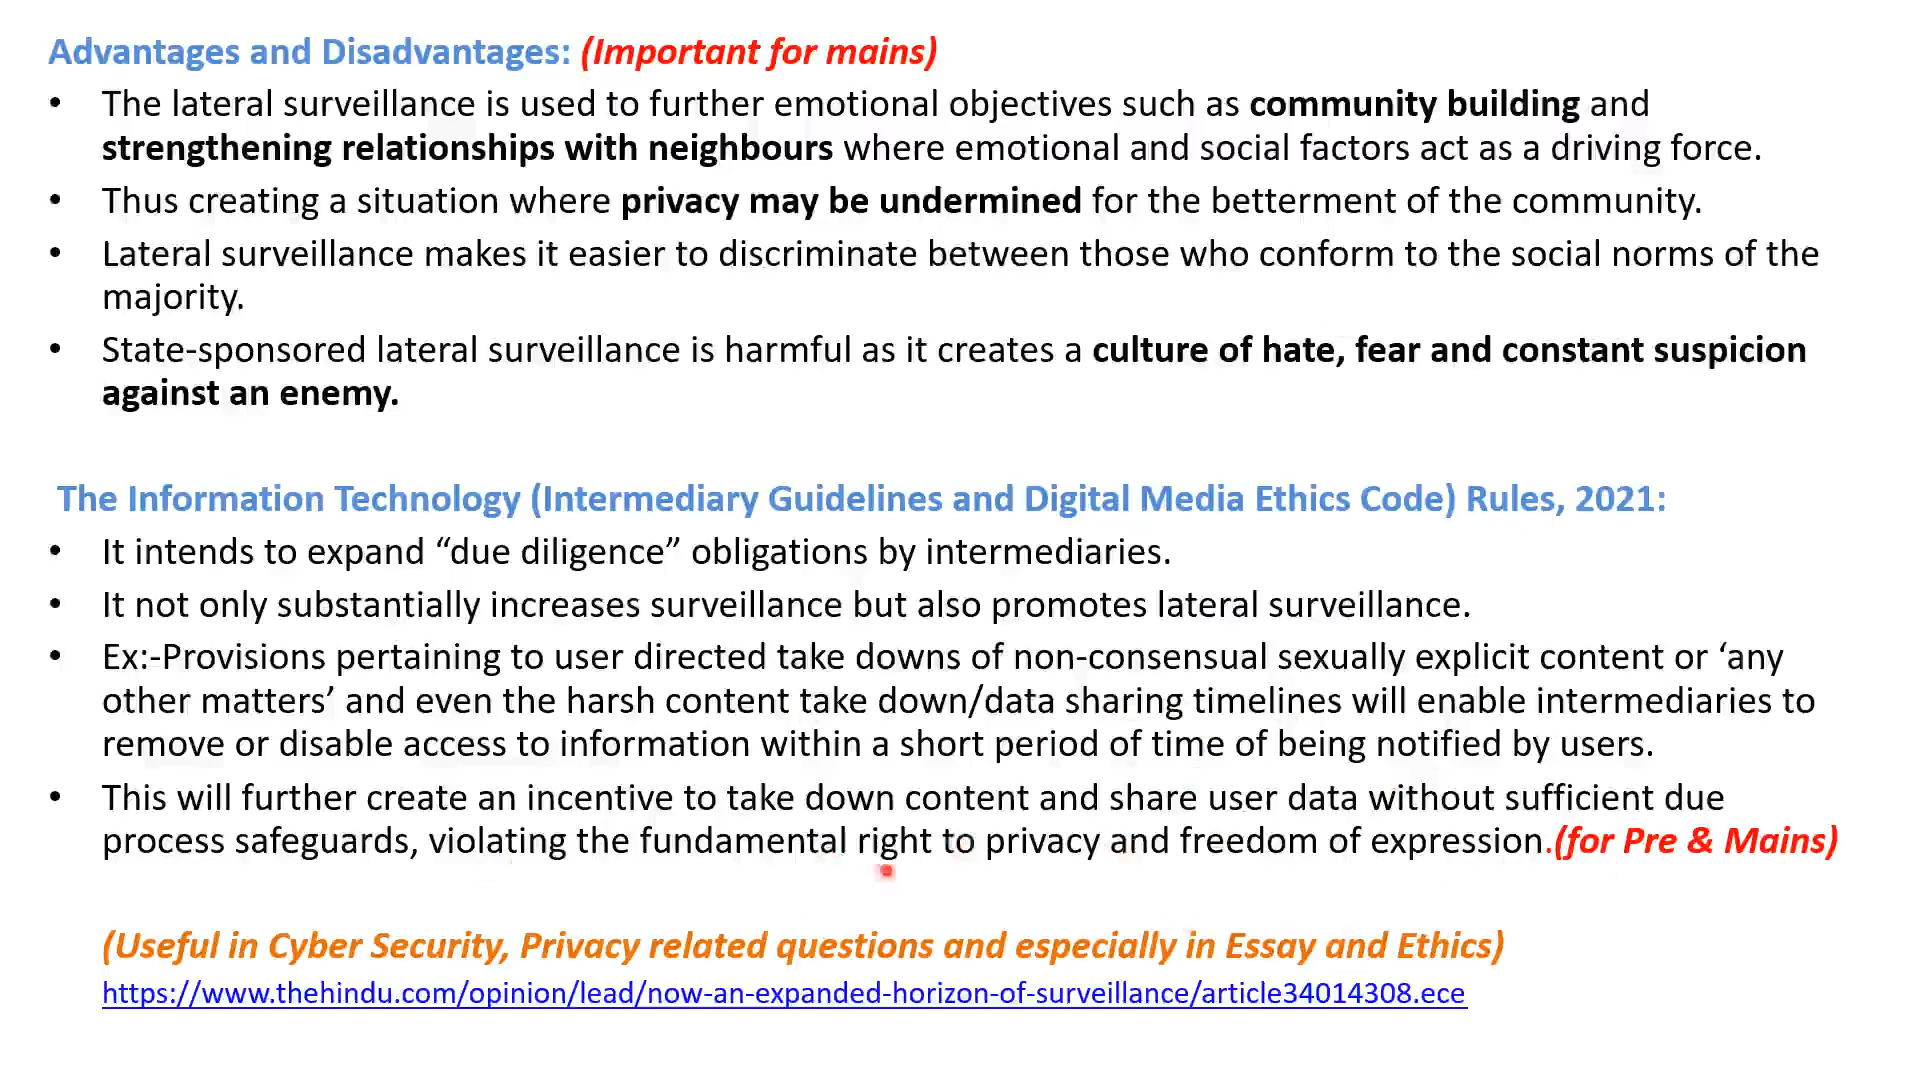 Advantages and Disadvantages: (Important for mains)
• The lateral surveillance is used to further emotional objectives such as community building and
strengthening relationships with neighbours where emotional and social factors act as a driving force.
• Thus creating a situation where privacy may be undermined for the betterment of the community.
• Lateral surveillance makes it easier to discriminate between those who conform to the social norms of the
majority.
• State-sponsored lateral surveillance is harmful as it creates a culture of hate, fear and constant suspicion
against an enemy.
The Information Technology (Intermediary Guidelines and Digital Media Ethics Code) Rules, 2021:
• It intends to expand “due diligence” obligations by intermediaries.
• It not only substantially increases surveillance but also promotes lateral surveillance.
• Ex:-Provisions pertaining to user directed take downs of non-consensual sexually explicit content or ‘any
other matters’ and even the harsh content take down/data sharing timelines will enable intermediaries to
remove or disable access to information within a short period of time of being notified by users.
• This will further create an incentive to take down content and share user data without sufficient due
process safeguards, violating the fundamental right to privacy and freedom of expression.(for Pre & Mains)
(Useful in Cyber Security, Privacy related questions and especially in Essay and Ethics)
https://www.thehindu.com/opinion/lead/now-an-expanded-horizon-of-surveillance/article34014308.ece